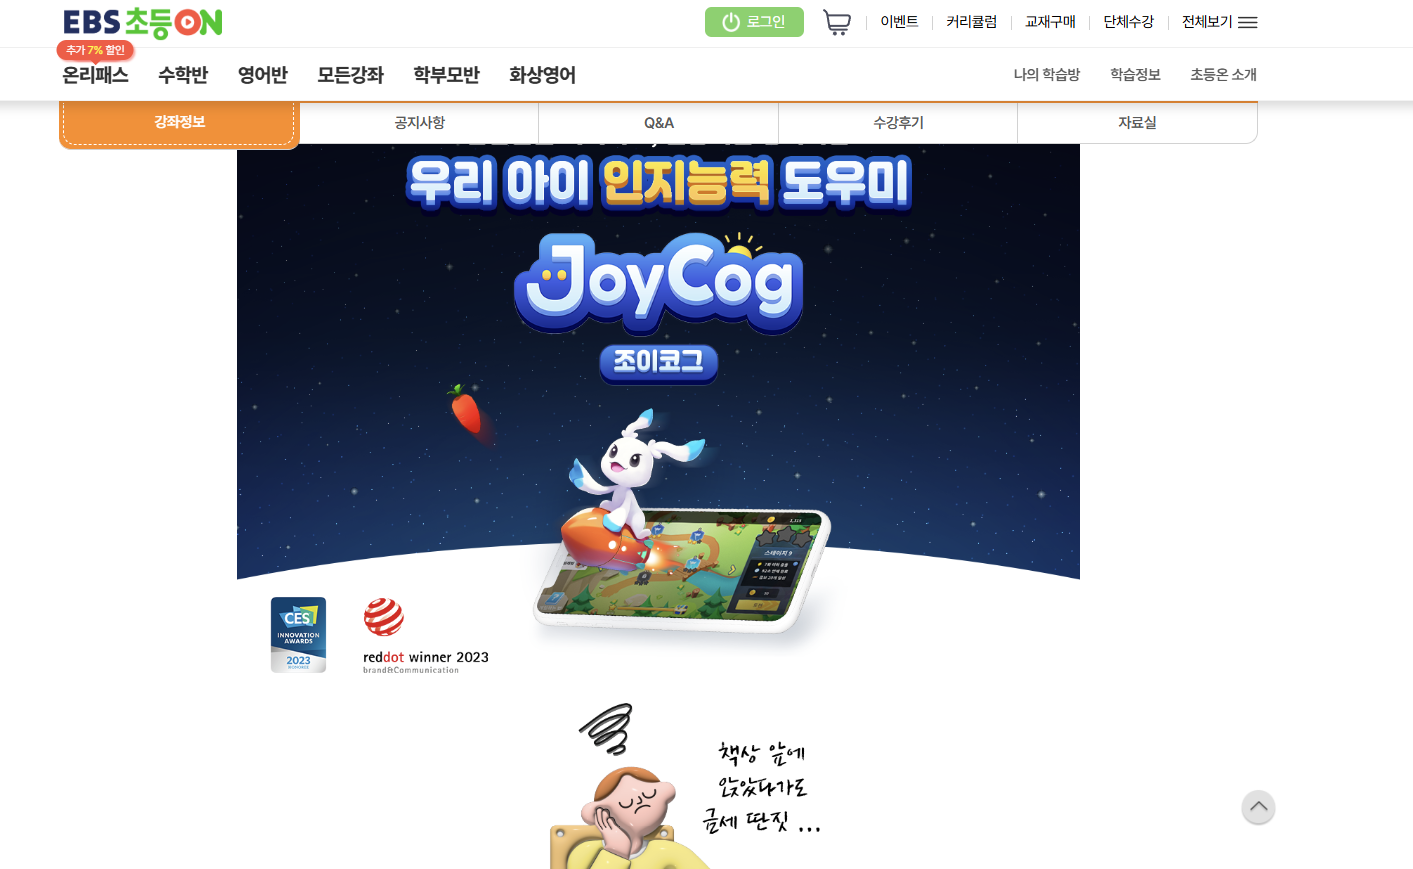 EBS 초등ON
로그인
이벤트
커리큘럼
교재구매
단체수강
전체보기
추가 7% 할인
온리패스
수학반
영어반
모든강좌
학부모반
화상영어
나의 학습방
학습정보
초등온 소개
강좌정보
공지사항
Q&A
수강후기
자료실
우리 아이 인지능력 도우미
JoyCog
조이코그
스테이지 9
CES
INNOVATION
AWARDS
2023
HONOREE
reddot winner 2023
brand&Communication
책상 앞에
앉았다가도
금세 딴짓 ...